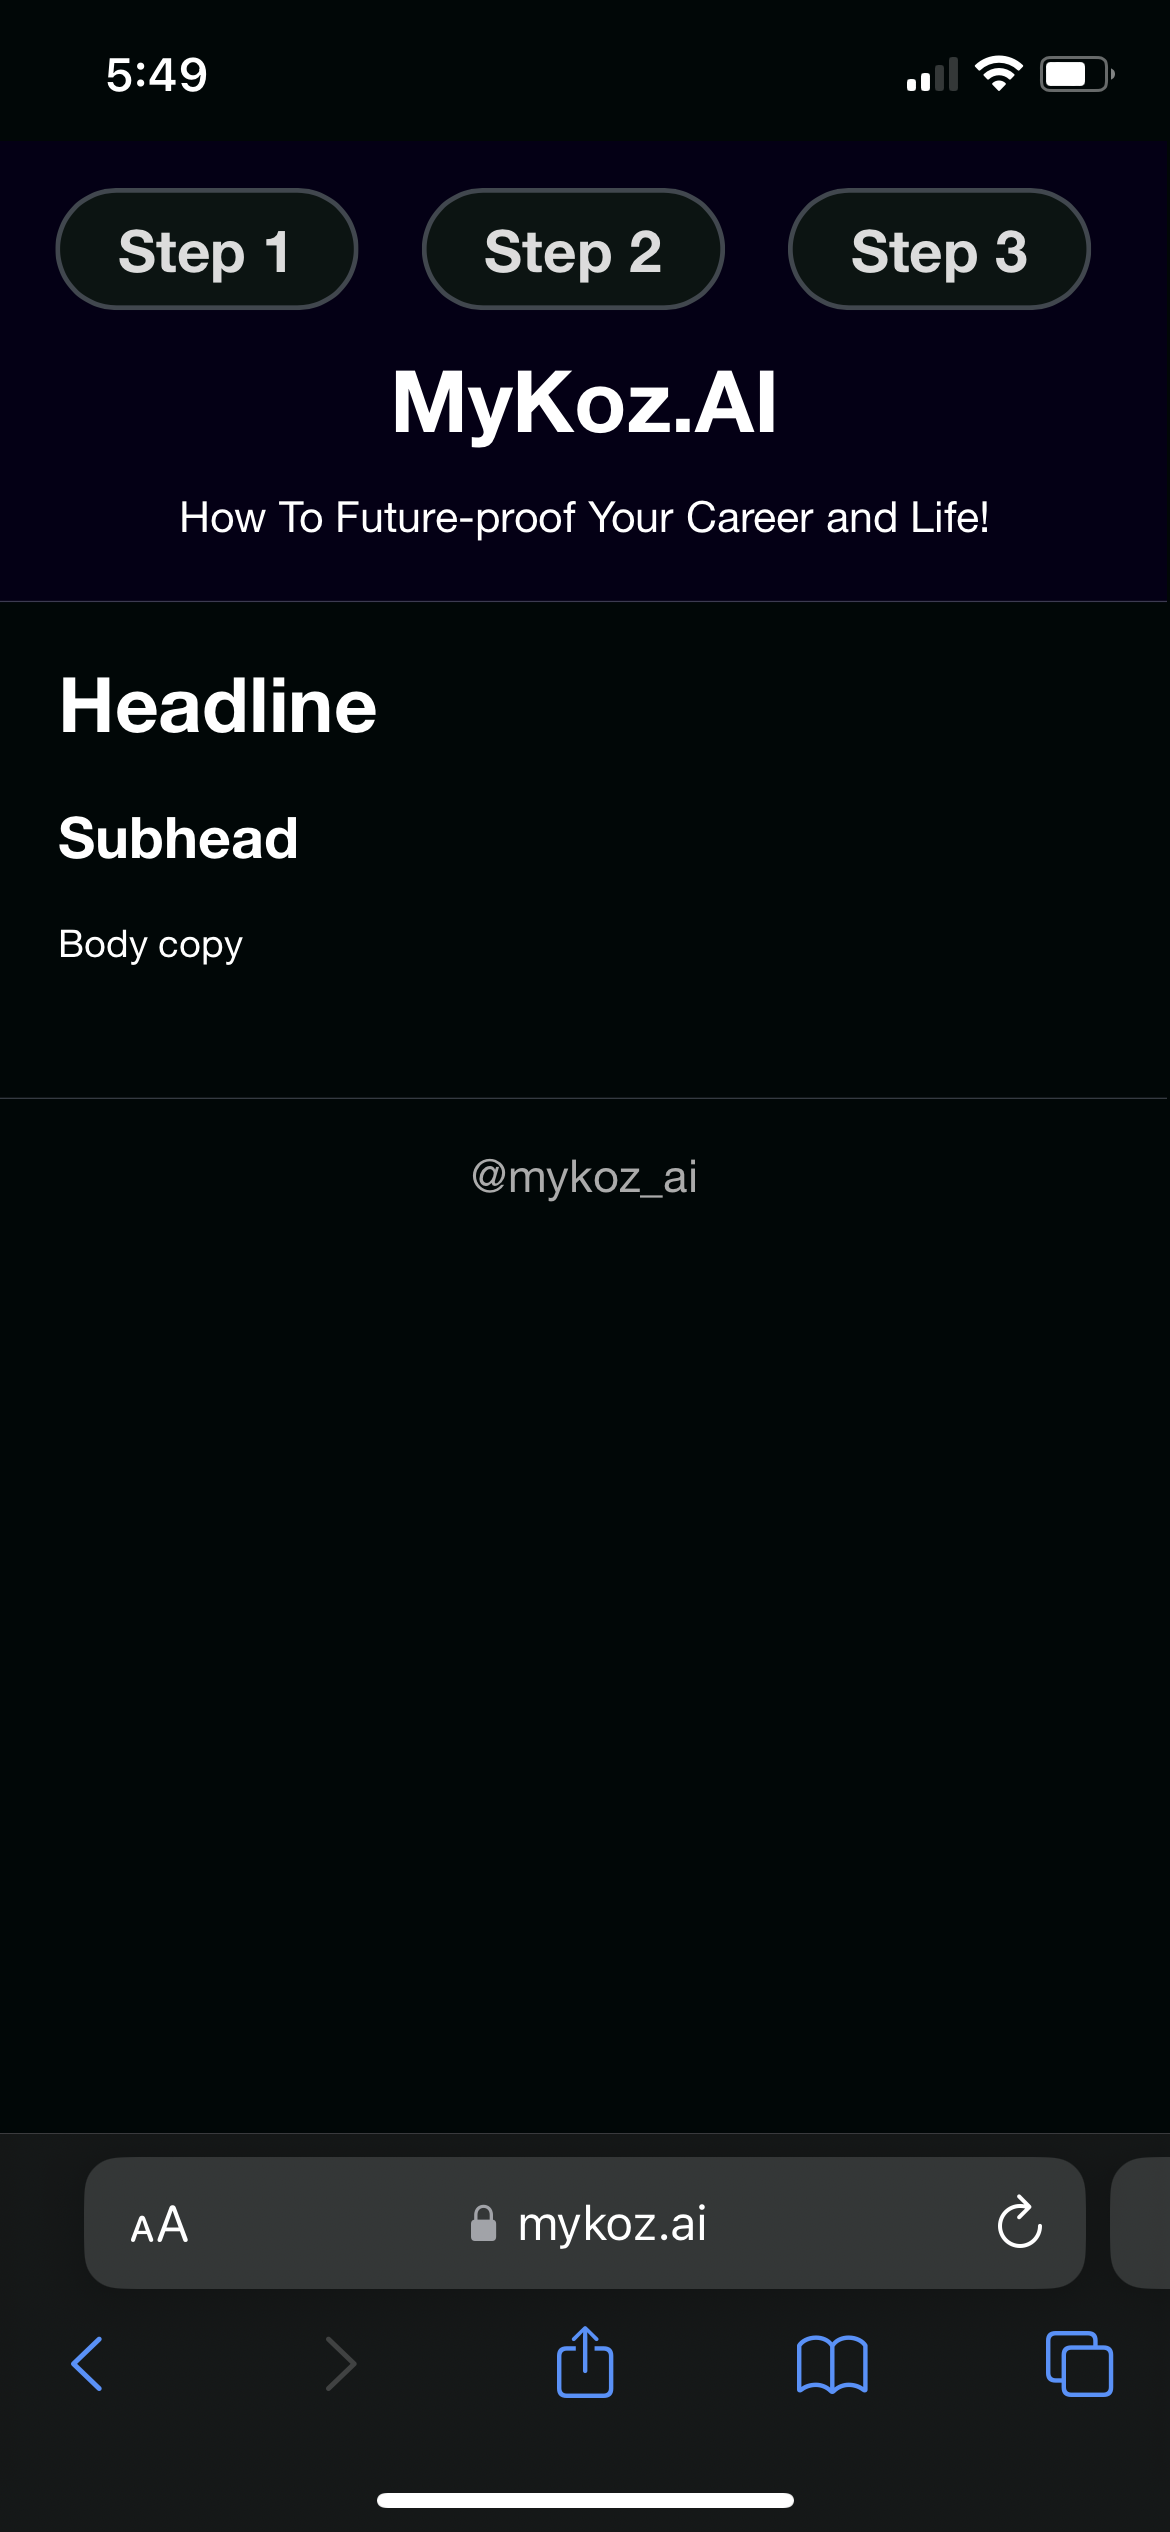 5:49
Step 1 Step 2 Step 3
MyKoz.AI
How To Future-proof Your Career and Life!
Headline
Subhead
Body copy
@mykoz_ai
AA mykoz.ai